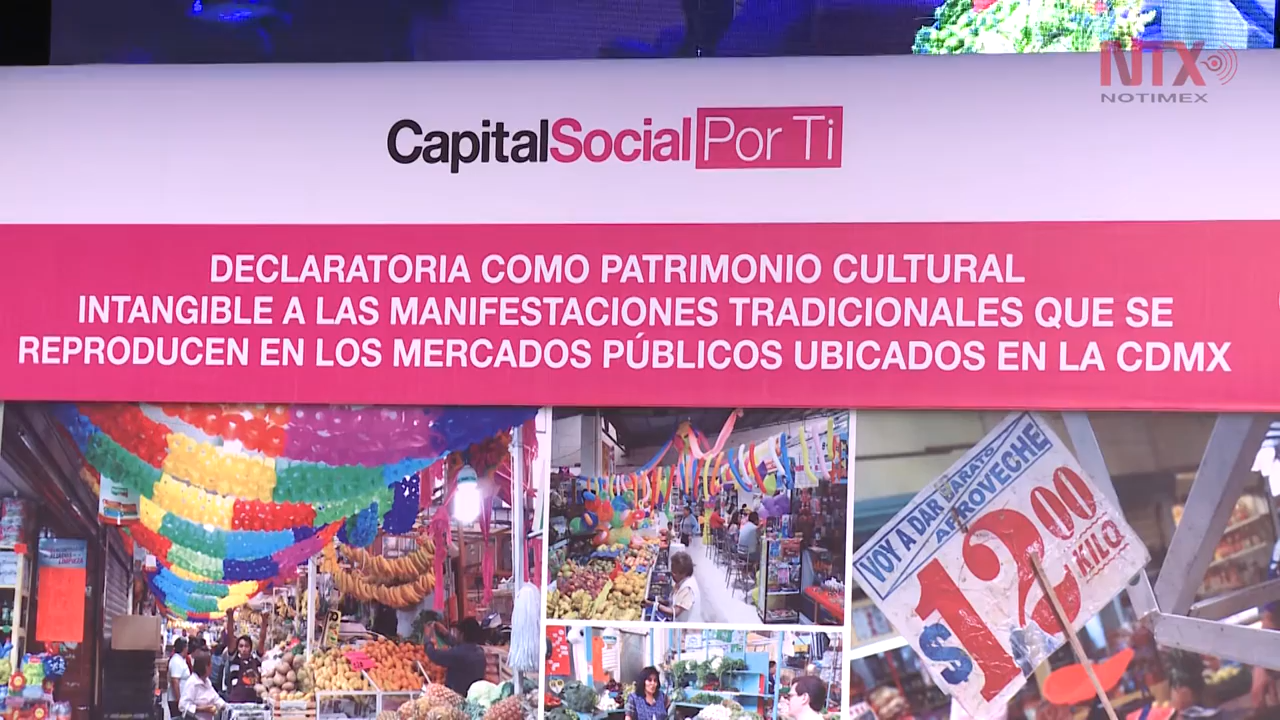 NTX
NOTIMEX
CapitalSocial Por Ti
DECLARATORIA COMO PATRIMONIO CULTURAL
INTANGIBLE A LAS MANIFESTACIONES TRADICIONALES QUE SE
REPRODUCEN EN LOS MERCADOS PÚBLICOS UBICADOS EN LA CDMX
VOY A DAR BARATO
APROVECHE
$12.00
KILO